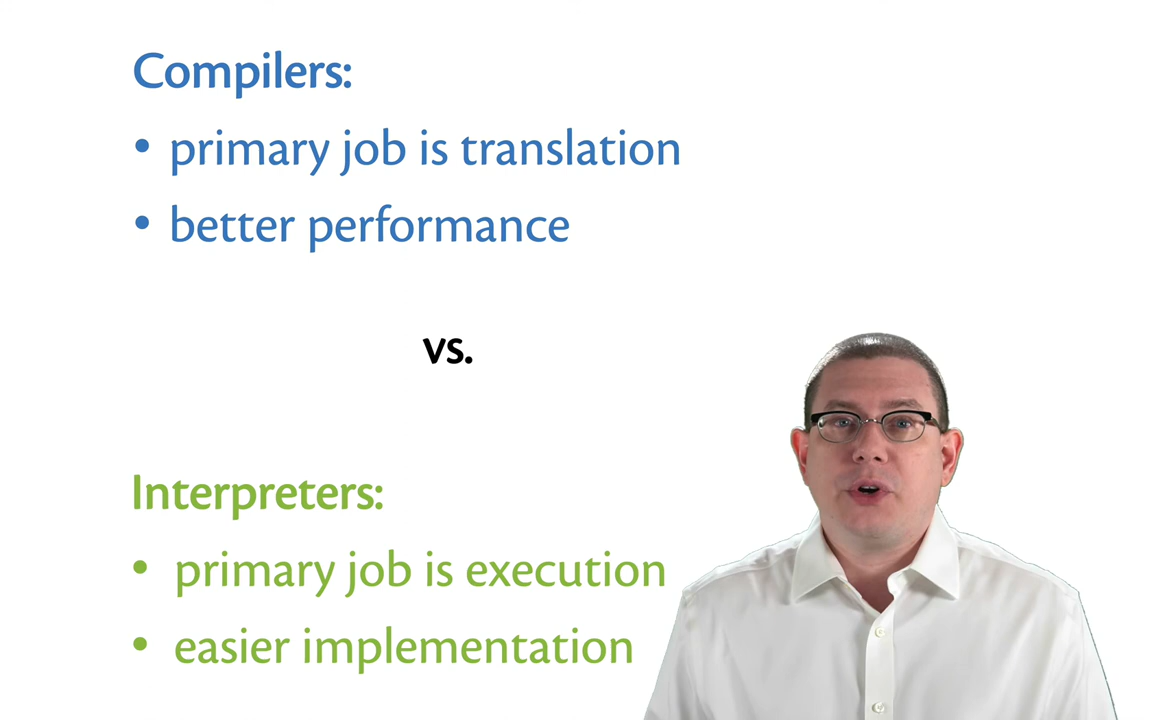 Compilers:
• primary job is translation
• better performance
vs.
Interpreters:
• primary job is execution
• easier implementation